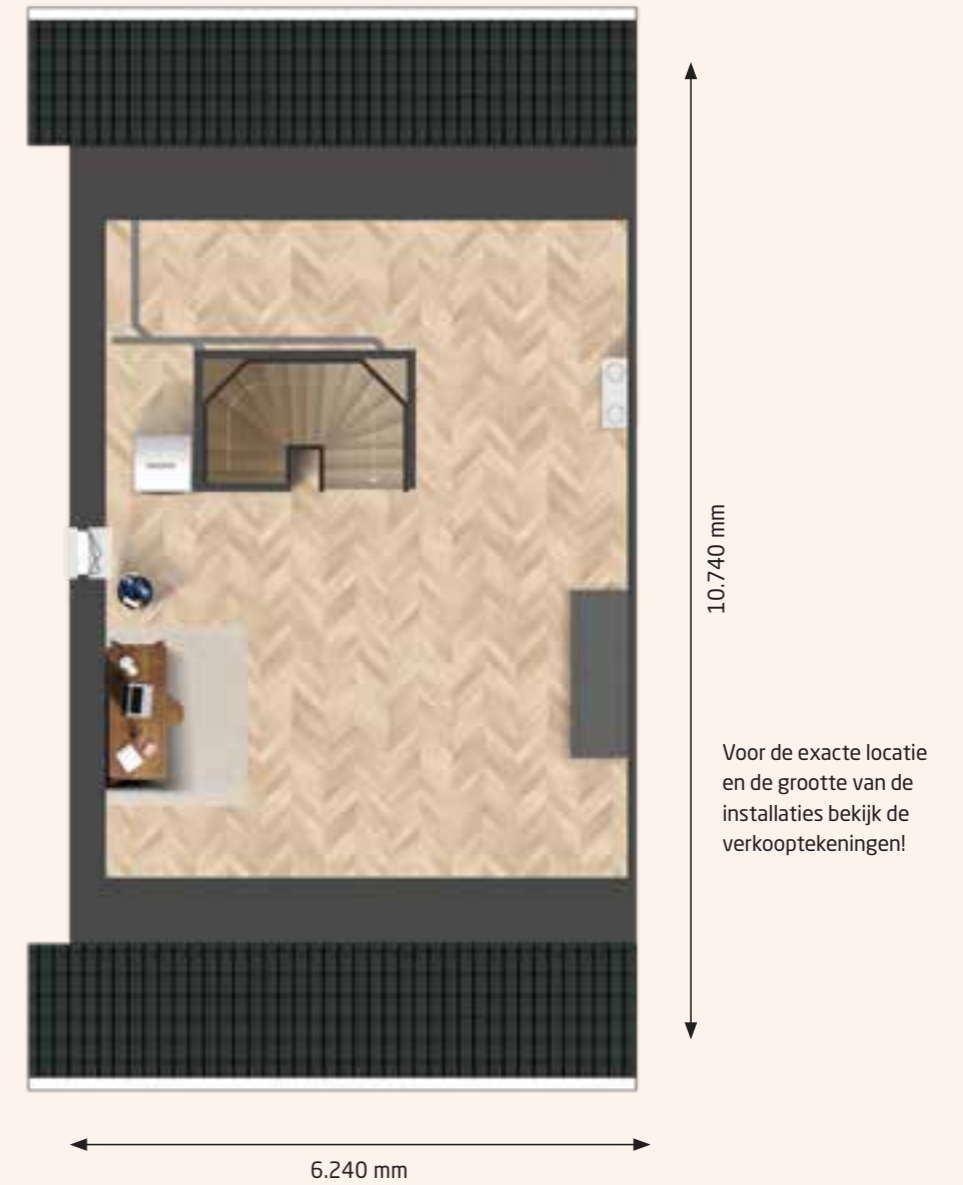 10.740 mm
Voor de exacte locatie
en de grootte van de
installaties bekijk de
verkooptekeningen!
6.240 mm